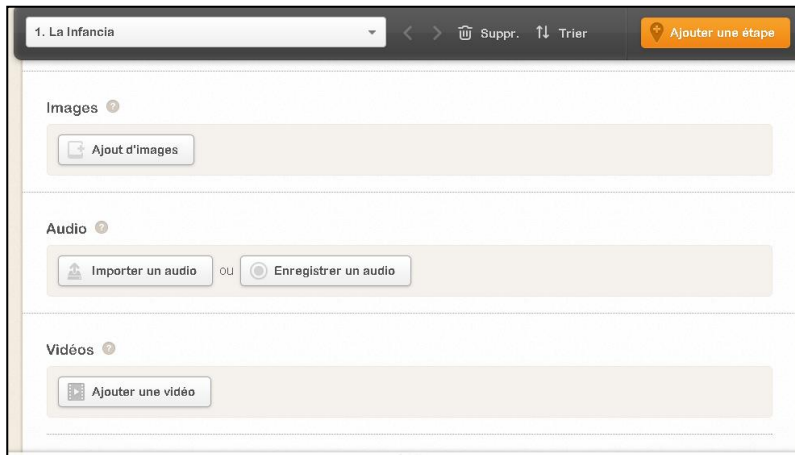 1. La Infancia Suppr. Trier Ajouter une étape
Images ?
Ajout d'images
Audio ?
Importer un audio ou Enregistrer un audio
Vidéos ?
Ajouter une vidéo